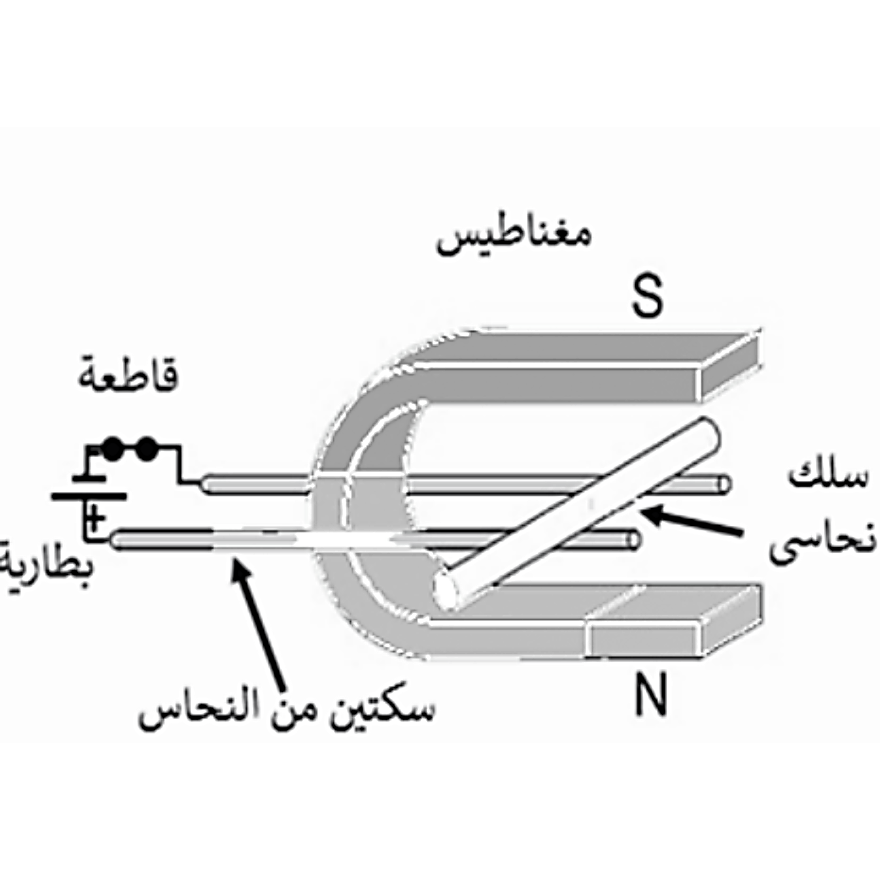 مغناطيس
S
قاطعة
سلك
نحاسى
+
بطارية
سكتين من النحاس
N